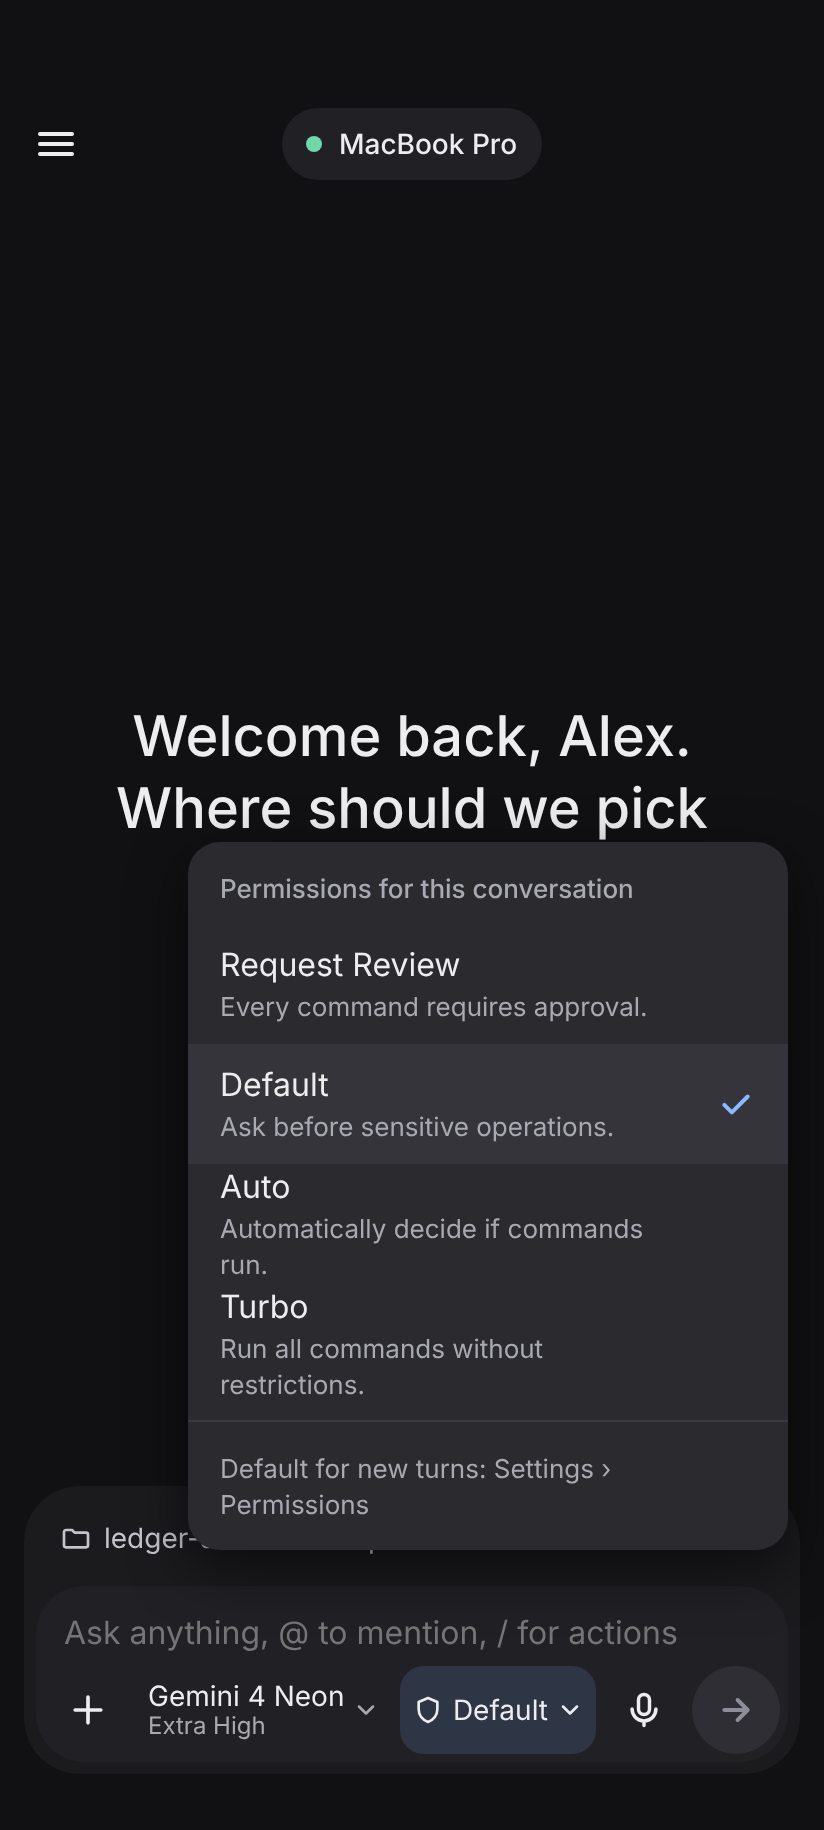 MacBook Pro
Welcome back, Alex.
Where should we pick
Permissions for this conversation
Request Review
Every command requires approval.
Default
Ask before sensitive operations.
Auto
Automatically decide if commands
run.
Turbo
Run all commands without
restrictions.
Default for new turns: Settings ›
Permissions
ledger-
Ask anything, @ to mention, / for actions
Gemini 4 Neon
Extra High
Default